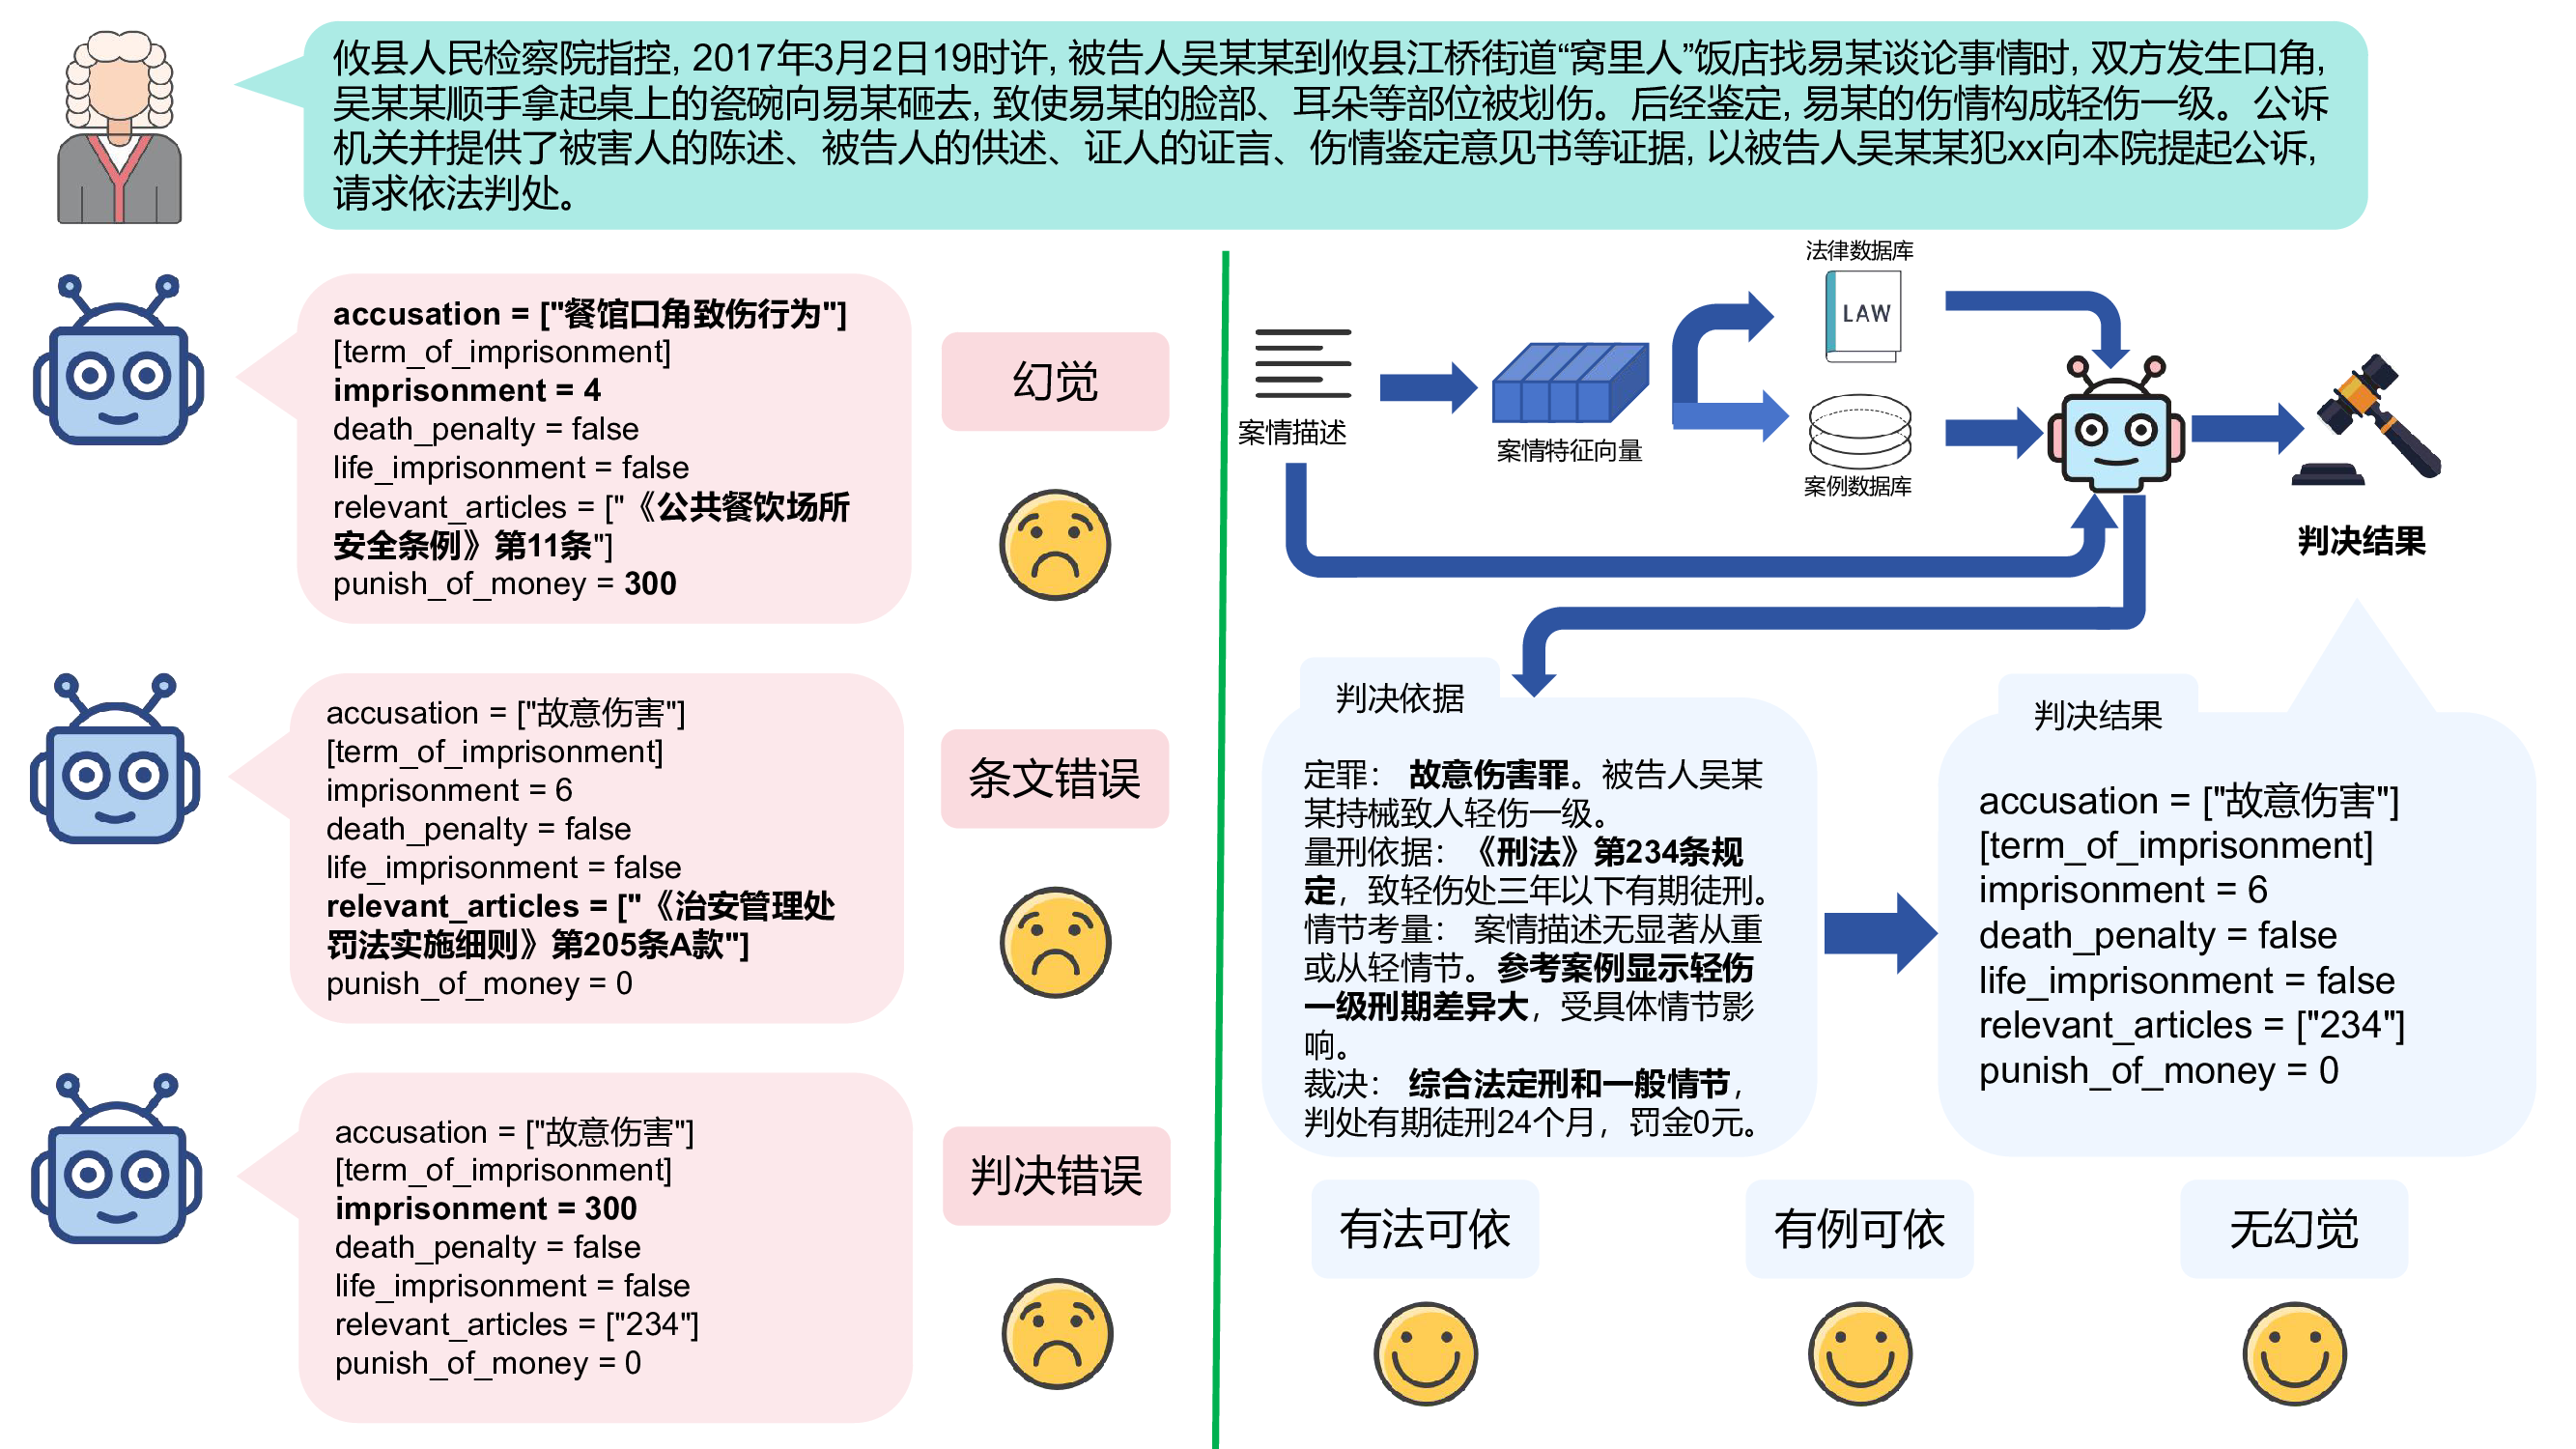 攸县人民检察院指控, 2017年3月2日19时许, 被告人吴某某到攸县江桥街道“窝里人”饭店找易某谈论事情时, 双方发生口角,
吴某某顺手拿起桌上的瓷碗向易某砸去, 致使易某的脸部、耳朵等部位被划伤。后经鉴定, 易某的伤情构成轻伤一级。公诉
机关并提供了被害人的陈述、被告人的供述、证人的证言、伤情鉴定意见书等证据, 以被告人吴某某犯xx向本院提起公诉,
请求依法判处。
accusation = ["餐馆口角致伤行为"]
[term_of_imprisonment]
imprisonment = 4
death_penalty = false
life_imprisonment = false
relevant_articles = ["《公共餐饮场所
安全条例》第11条"]
punish_of_money = 300
幻觉
accusation = ["故意伤害"]
[term_of_imprisonment]
imprisonment = 6
death_penalty = false
life_imprisonment = false
relevant_articles = ["《治安管理处
罚法实施细则》第205条A款"]
punish_of_money = 0
条文错误
accusation = ["故意伤害"]
[term_of_imprisonment]
imprisonment = 300
death_penalty = false
life_imprisonment = false
relevant_articles = ["234"]
punish_of_money = 0
判决错误
案情描述
案情特征向量
法律数据库
LAW
案例数据库
判决结果
判决依据
定罪： 故意伤害罪。被告人吴某
某持械致人轻伤一级。
量刑依据：《刑法》第234条规
定，致轻伤处三年以下有期徒刑。
情节考量： 案情描述无显著从重
或从轻情节。参考案例显示轻伤
一级刑期差异大，受具体情节影
响。
裁决： 综合法定刑和一般情节，
判处有期徒刑24个月，罚金0元。
判决结果
accusation = ["故意伤害"]
[term_of_imprisonment]
imprisonment = 6
death_penalty = false
life_imprisonment = false
relevant_articles = ["234"]
punish_of_money = 0
有法可依
有例可依
无幻觉